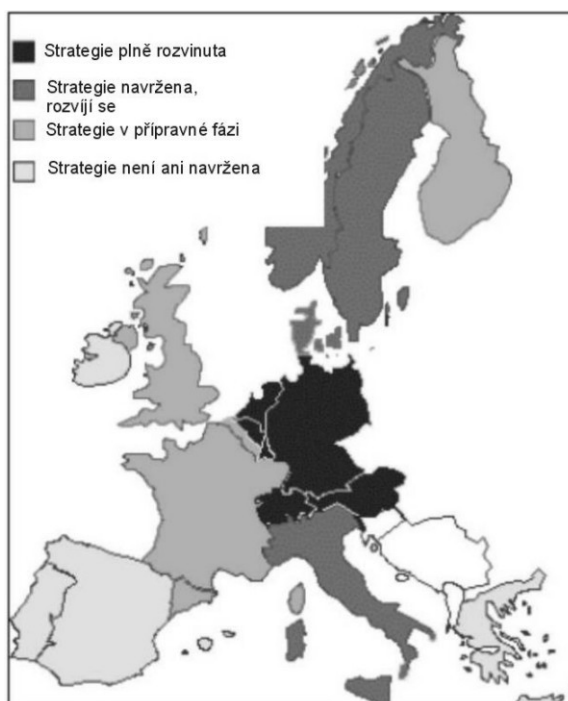 Strategie plně rozvinuta
Strategie navržena,
rozvíjí se
Strategie v přípravné fázi
Strategie není ani navržena